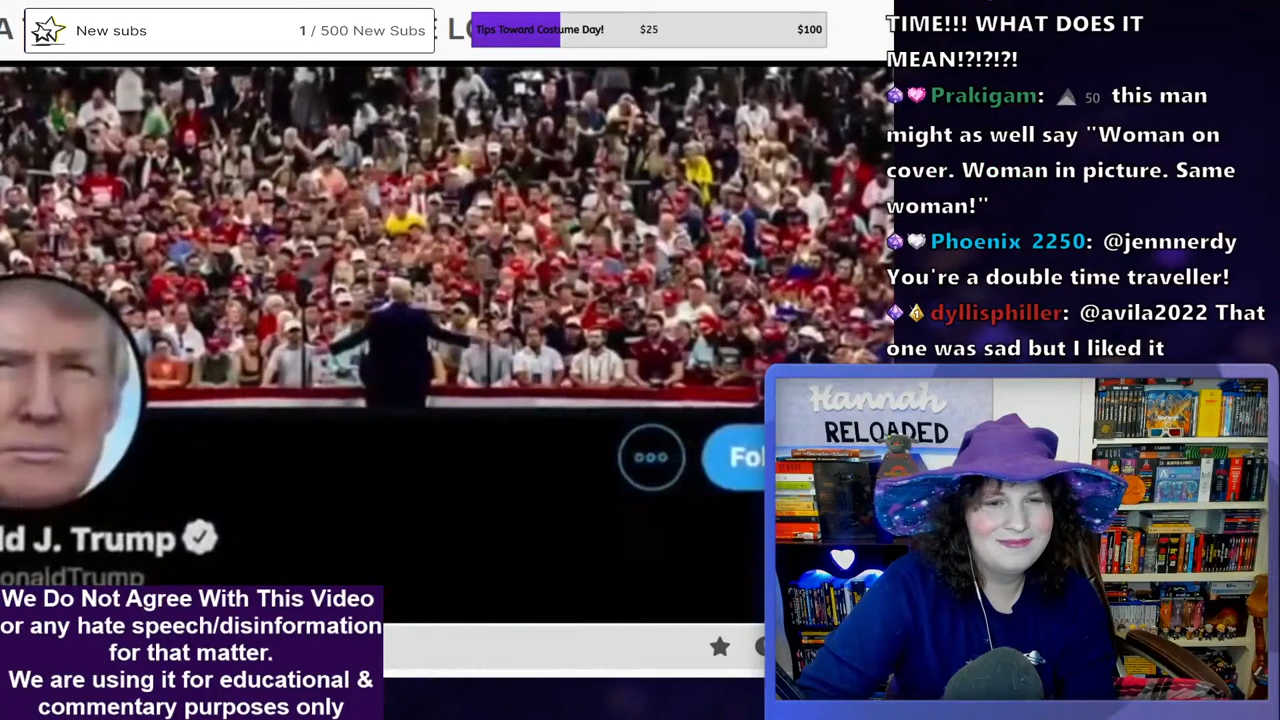 New subs
1 / 500 New Subs
Tips Toward Costume Day!
$25
$100
TIME!!! WHAT DOES IT
MEAN!?!?!?!
Prakigam: 50 this man
might as well say "Woman on
cover. Woman in picture. Same
woman!"
Phoenix 2250: @jennnerdy
You're a double time traveller!
dyllisphiller: @avila2022 That
one was sad but I liked it
Hannah
RELOADED
Fol
ld J. Trump
onaldTrump
We Do Not Agree With This Video
or any hate speech/disinformation
for that matter.
We are using it for educational &
commentary purposes only